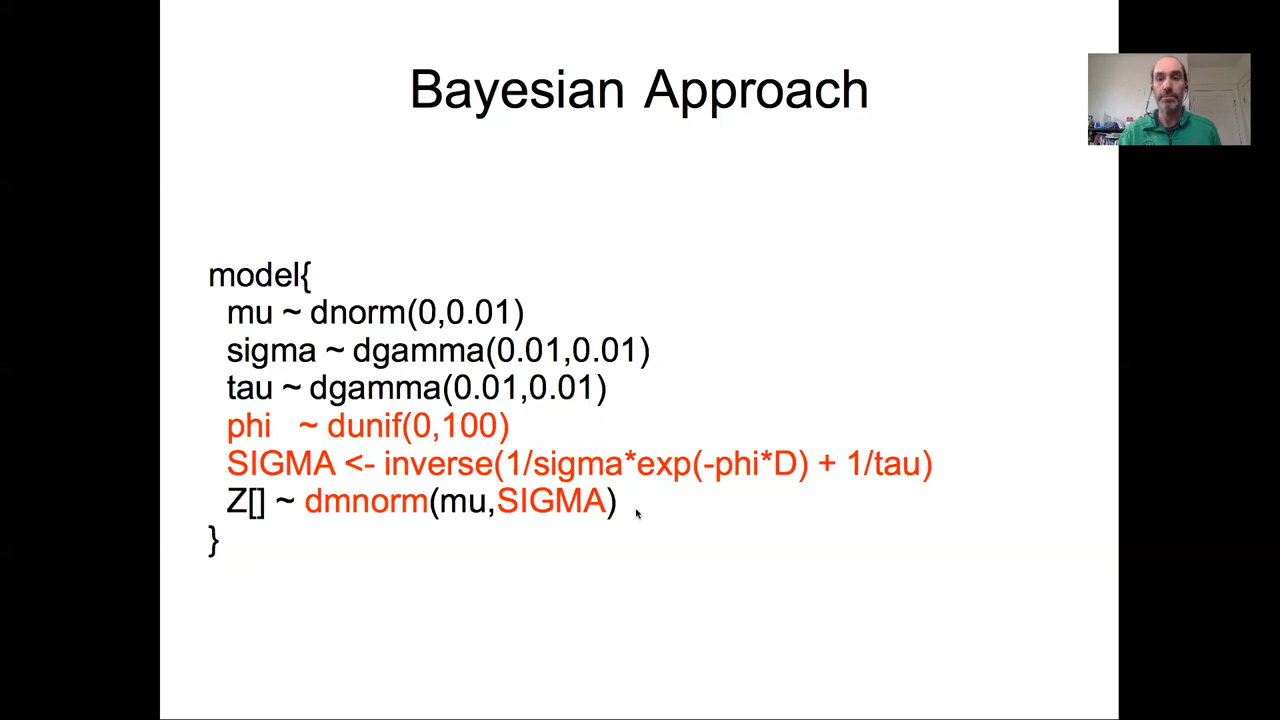 Bayesian Approach
model{
mu ~ dnorm(0,0.01)
sigma ~ dgamma(0.01,0.01)
tau ~ dgamma(0.01,0.01)
phi ~ dunif(0,100)
SIGMA <- inverse(1/sigma*exp(-phi*D) + 1/tau)
Z[] ~ dmnorm(mu,SIGMA)
}